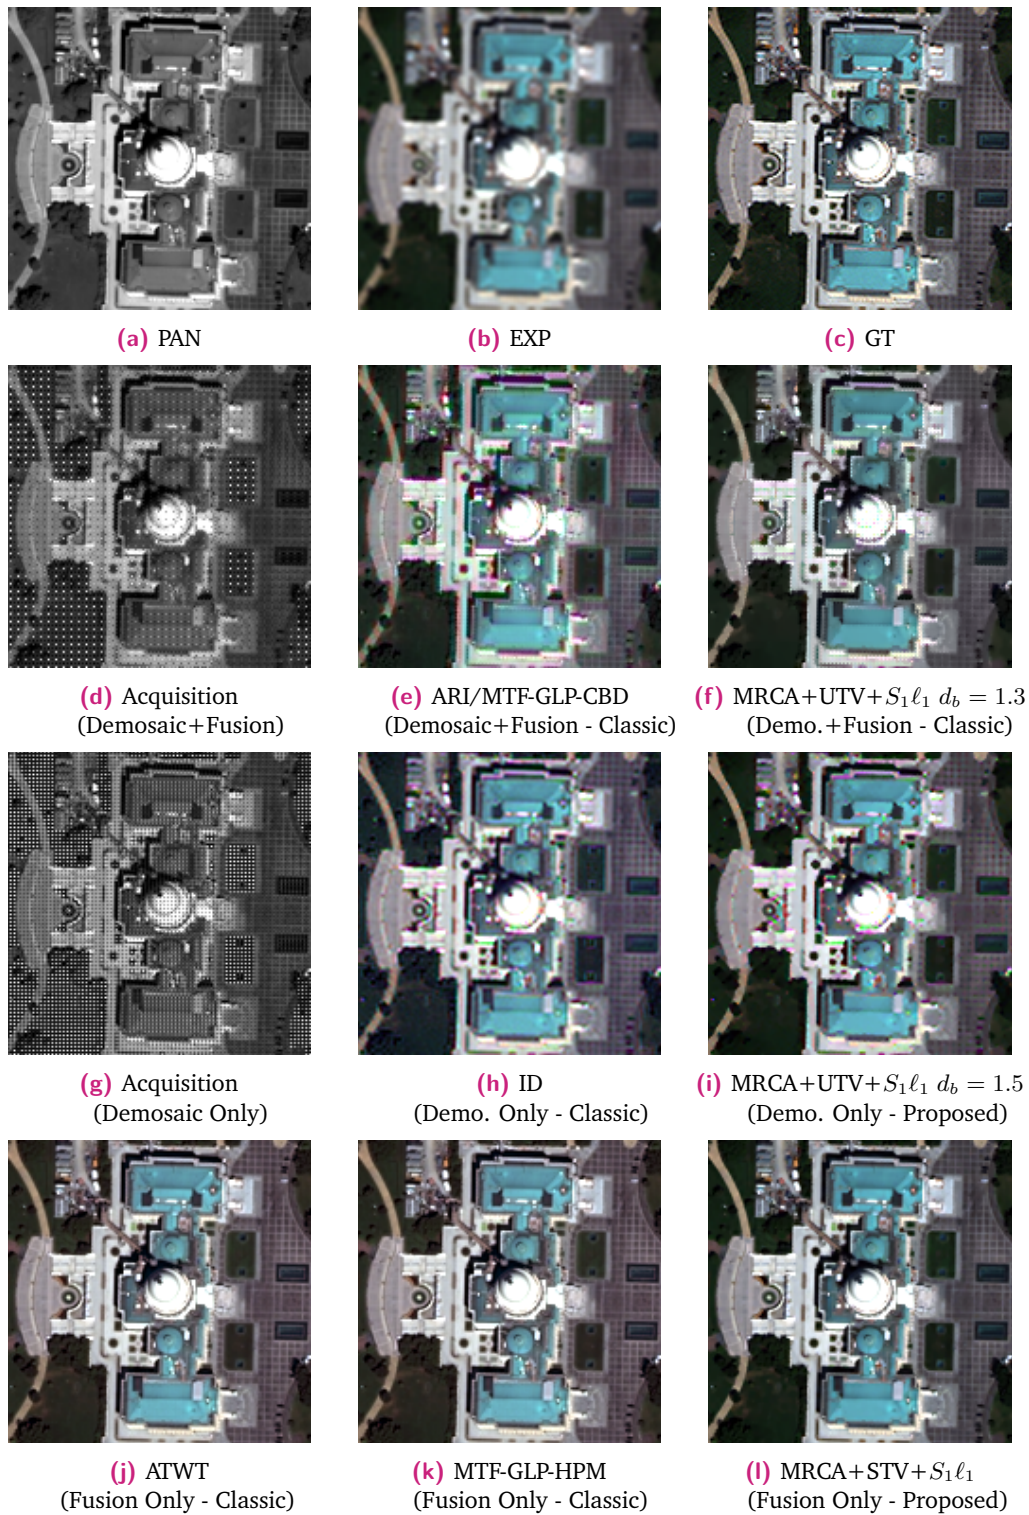 (a) PAN
(b) EXP
(c) GT
(d) Acquisition
(Demosaic+Fusion)
(e) ARI/MTF-GLP-CBD
(Demosaic+Fusion - Classic)
(f) MRCA+UTV+S₁ℓ₁ d_b = 1.3
(Demo.+Fusion - Classic)
(g) Acquisition
(Demosaic Only)
(h) ID
(Demo. Only - Classic)
(i) MRCA+UTV+S₁ℓ₁ d_b = 1.5
(Demo. Only - Proposed)
(j) ATWT
(Fusion Only - Classic)
(k) MTF-GLP-HPM
(Fusion Only - Classic)
(l) MRCA+STV+S₁ℓ₁
(Fusion Only - Proposed)